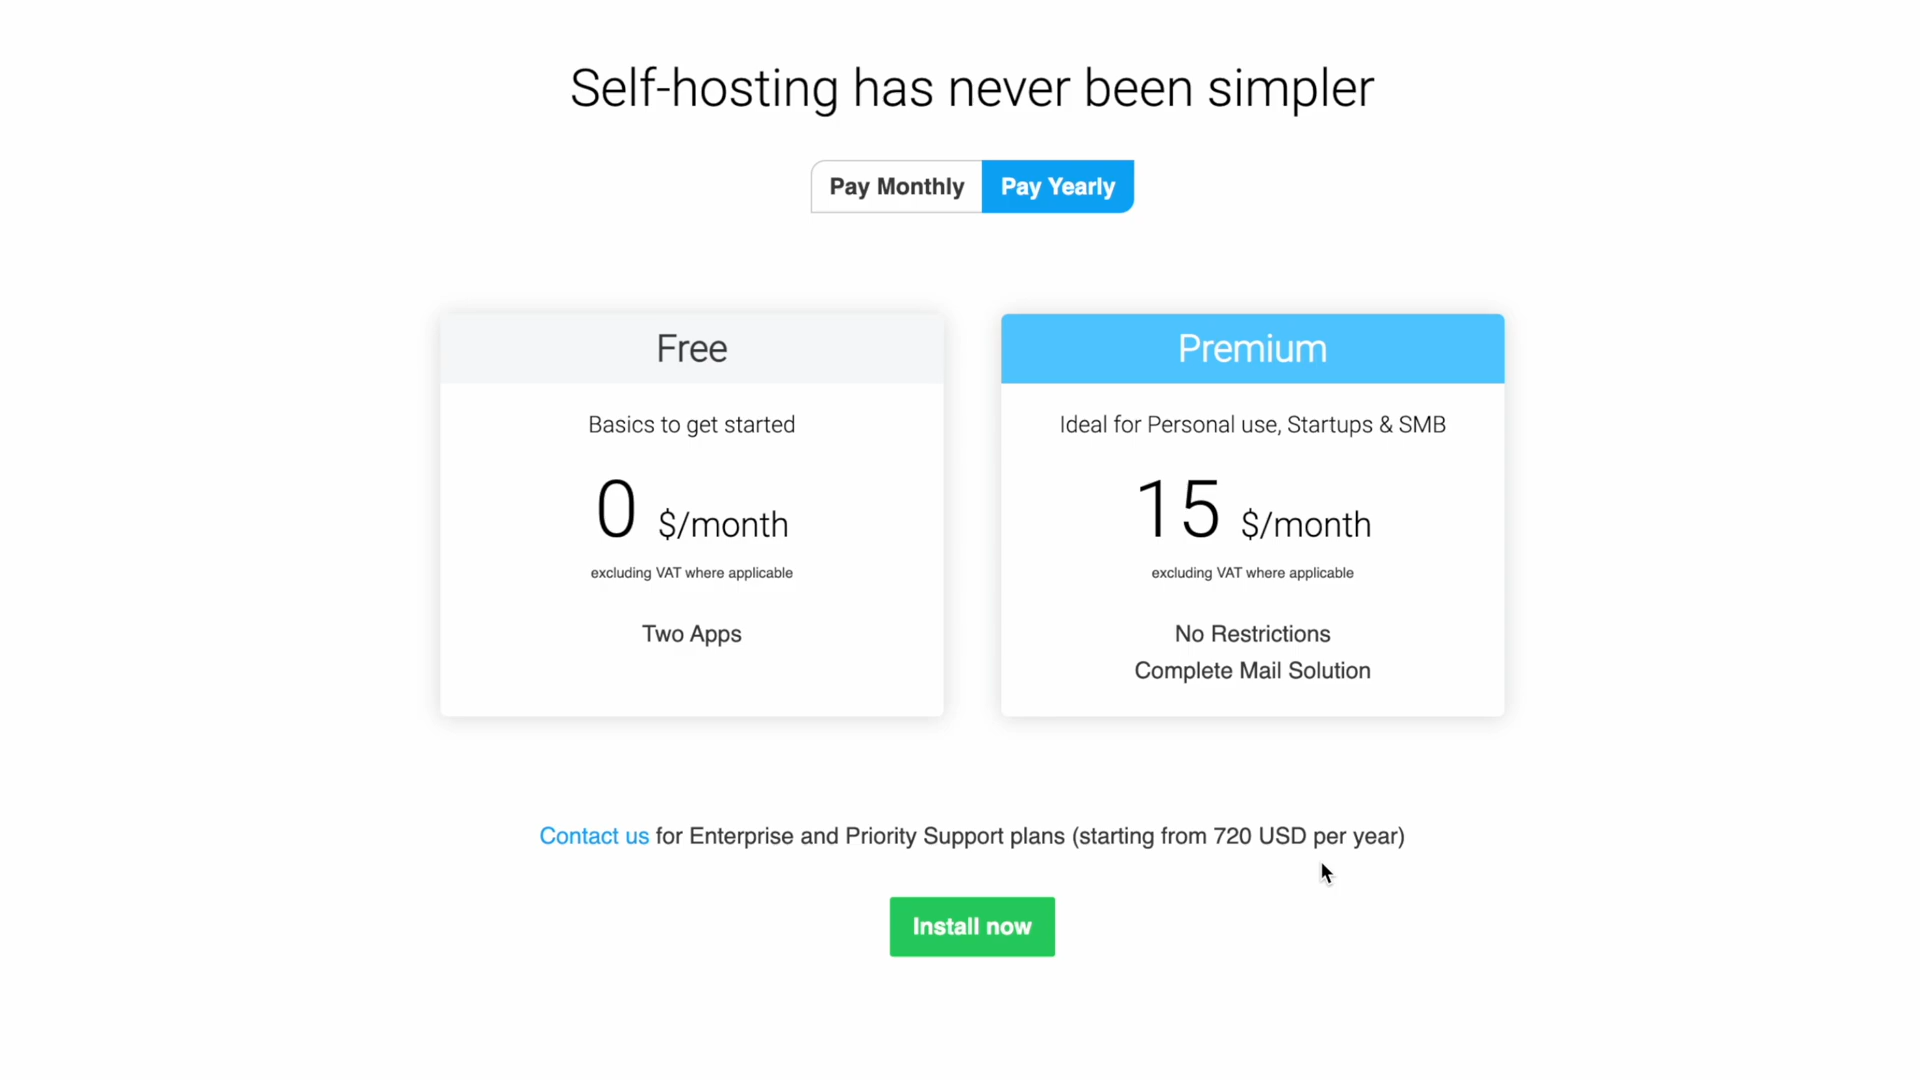 Self-hosting has never been simpler
Pay Monthly
Pay Yearly
Free
Basics to get started
0 $/month
excluding VAT where applicable
Two Apps
Premium
Ideal for Personal use, Startups & SMB
15 $/month
excluding VAT where applicable
No Restrictions
Complete Mail Solution
Contact us for Enterprise and Priority Support plans (starting from 720 USD per year)
Install now